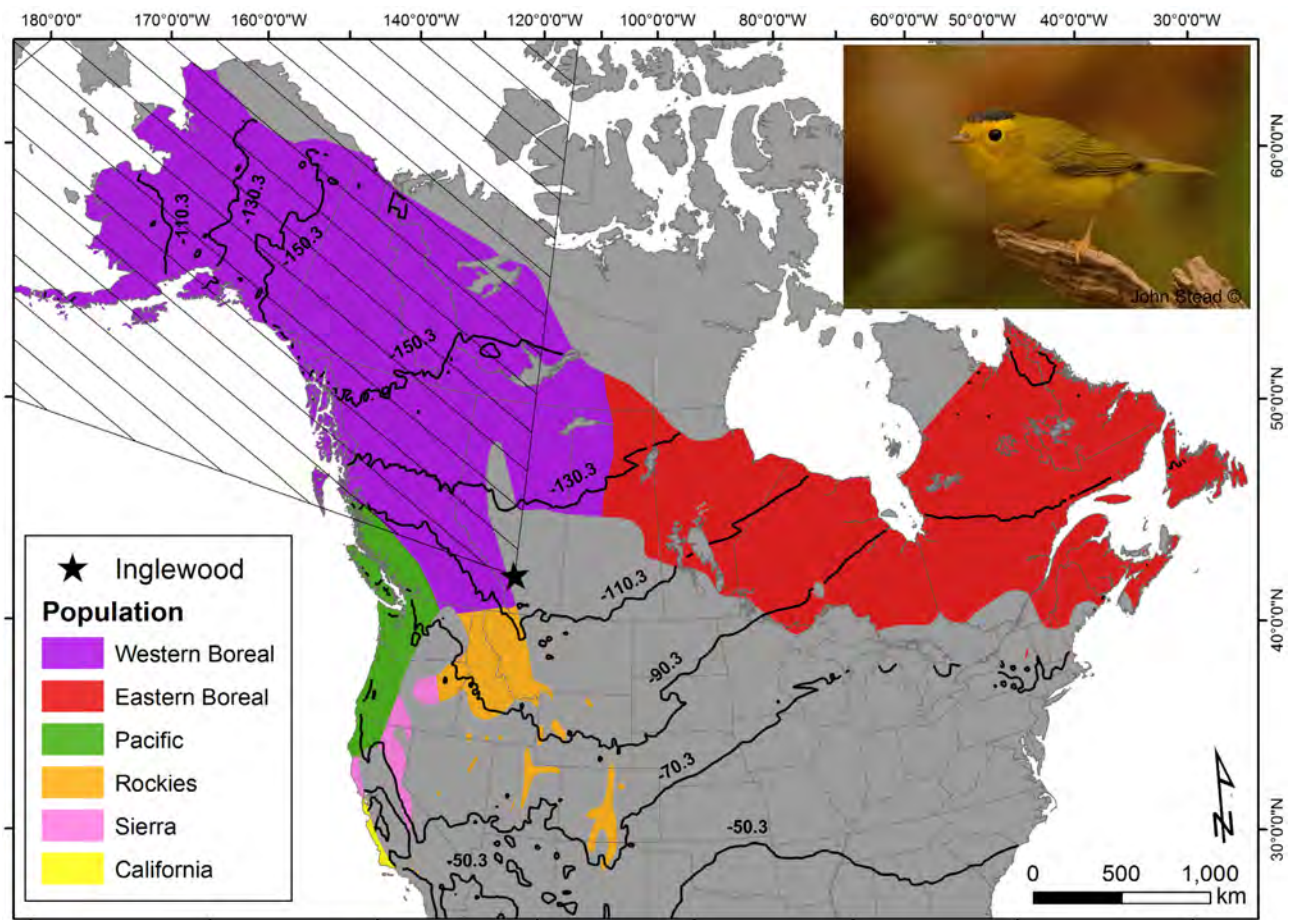 180°0'0" 170°0'0"W 160°0'0"W 140°0'0"W 120°0'0"W 100°0'0"W 80°0'0"W 60°0'0"W 50°0'0"W 40°0'0"W 30°0'0"W
60°0'0"N
50°0'0"N
40°0'0"N
30°0'0"N
John Stead ©
-110.3
-130.3
-150.3
-150.3
-130.3
-110.3
-90.3
-70.3
-50.3
-50.3
Inglewood
Population
Western Boreal
Eastern Boreal
Pacific
Rockies
Sierra
California
N
0 500 1,000
km